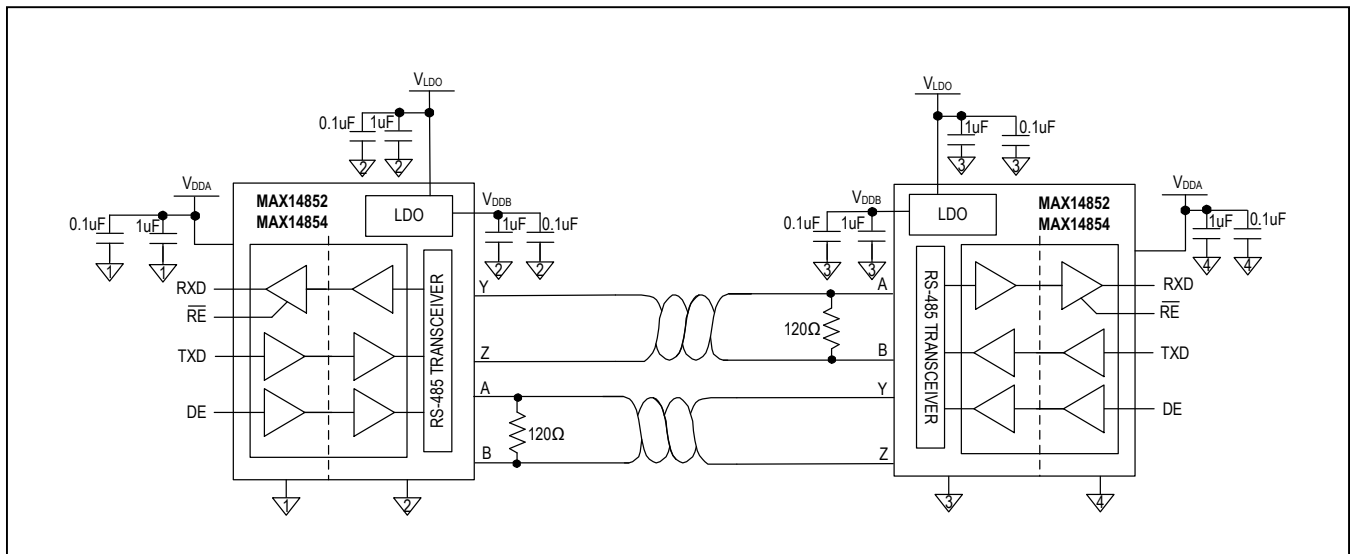 VLDO
0.1uF 1uF
2 2
VDDA
0.1uF 1uF
1 1
MAX14852
MAX14854
LDO
VDDB
1uF 0.1uF
2 2
RXD
RE
TXD
DE
RS-485 TRANSCEIVER
Y
Z
A
B
120Ω
1 2
VLDO
1uF 0.1uF
3 3
VDDB
0.1uF 1uF
3 3
MAX14852
MAX14854
LDO
VDDA
1uF 0.1uF
4 4
A
B
120Ω
Y
Z
RS-485 TRANSCEIVER
RXD
RE
TXD
DE
3 4